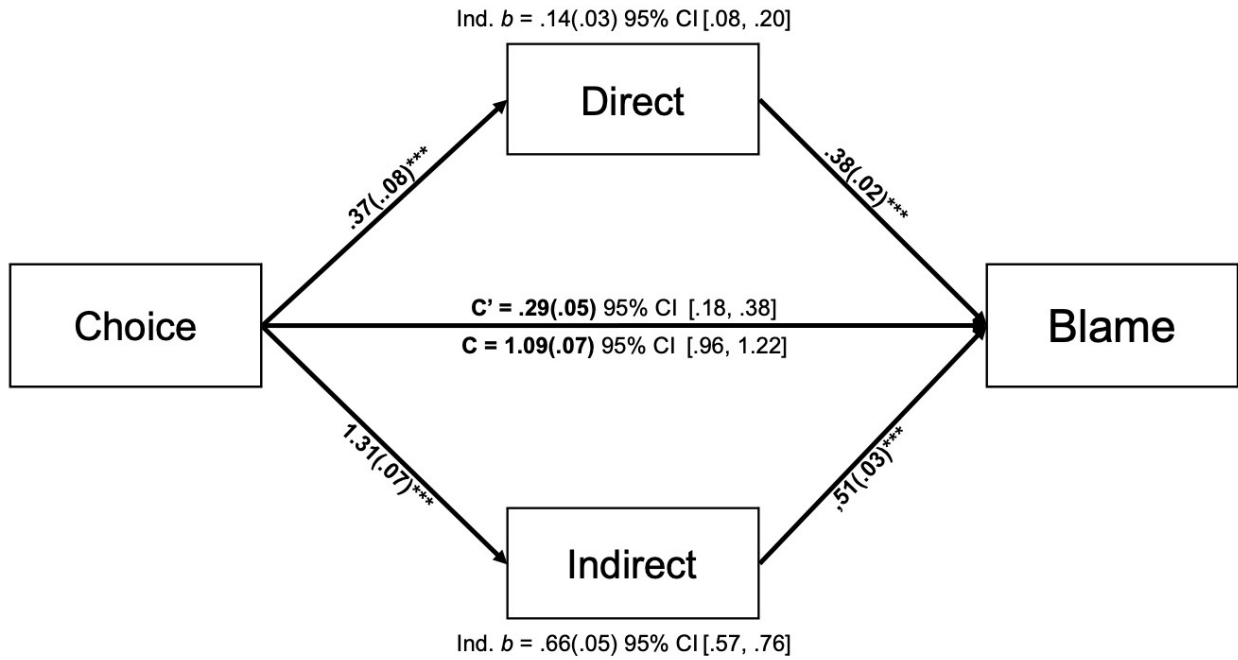 Ind. b = .14(.03) 95% CI [.08, .20]
Direct
.37(..08)***
.38(.02)***
Choice
C’ = .29(.05) 95% CI [.18, .38]
C = 1.09(.07) 95% CI [.96, 1.22]
Blame
1.31(.07)***
,51(.03)***
Indirect
Ind. b = .66(.05) 95% CI [.57, .76]